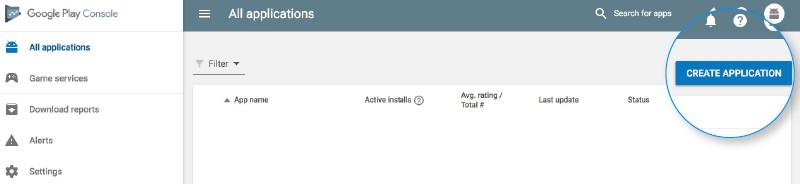 Google Play Console
All applications
Search for apps
All applications
Game services
Download reports
Alerts
Settings
Filter
CREATE APPLICATION
App name
Active installs ?
Avg. rating /
Total #
Last update
Status